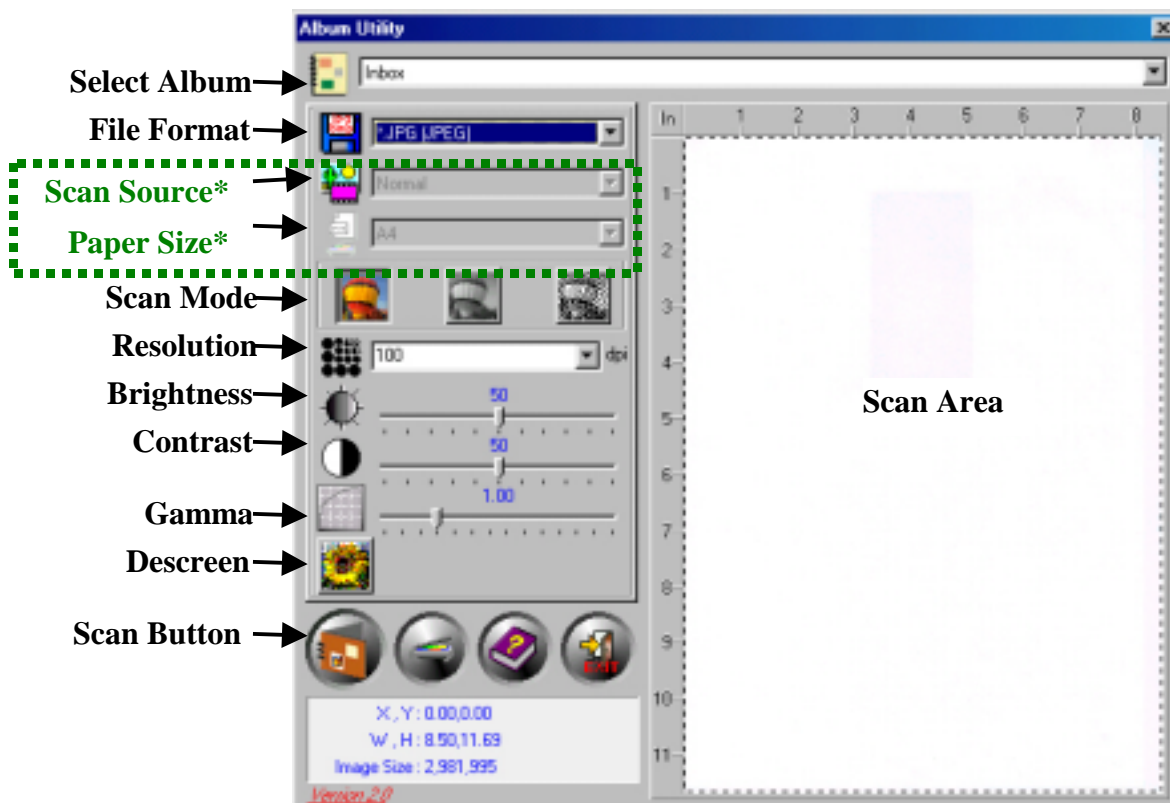 Album Utility
Select Album
Inbox
File Format
*.JPG (JPEG)
Scan Source*
Normal
Paper Size*
A4
Scan Mode
Resolution
100
dpi
Brightness
50
Contrast
50
Gamma
1.00
Descreen
Scan Button
EXIT
X , Y : 0.00,0.00
W , H : 8.50,11.69
Image Size : 2,981,995
Version 2.0
In 1 2 3 4 5 6 7 8
1
2
3
4
Scan Area
5
6
7
8
9
10
11